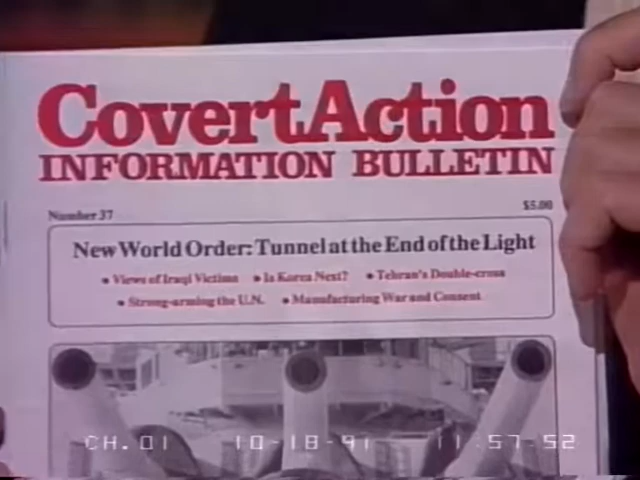 CovertAction
INFORMATION BULLETIN
Number 37 $5.00
New World Order: Tunnel at the End of the Light
• Views of Iraqi Victims • Is Korea Next? • Tehran's Double-cross
• Strong-arming the U.N. • Manufacturing War and Consent
CH.01 10-18-91 11:57-52